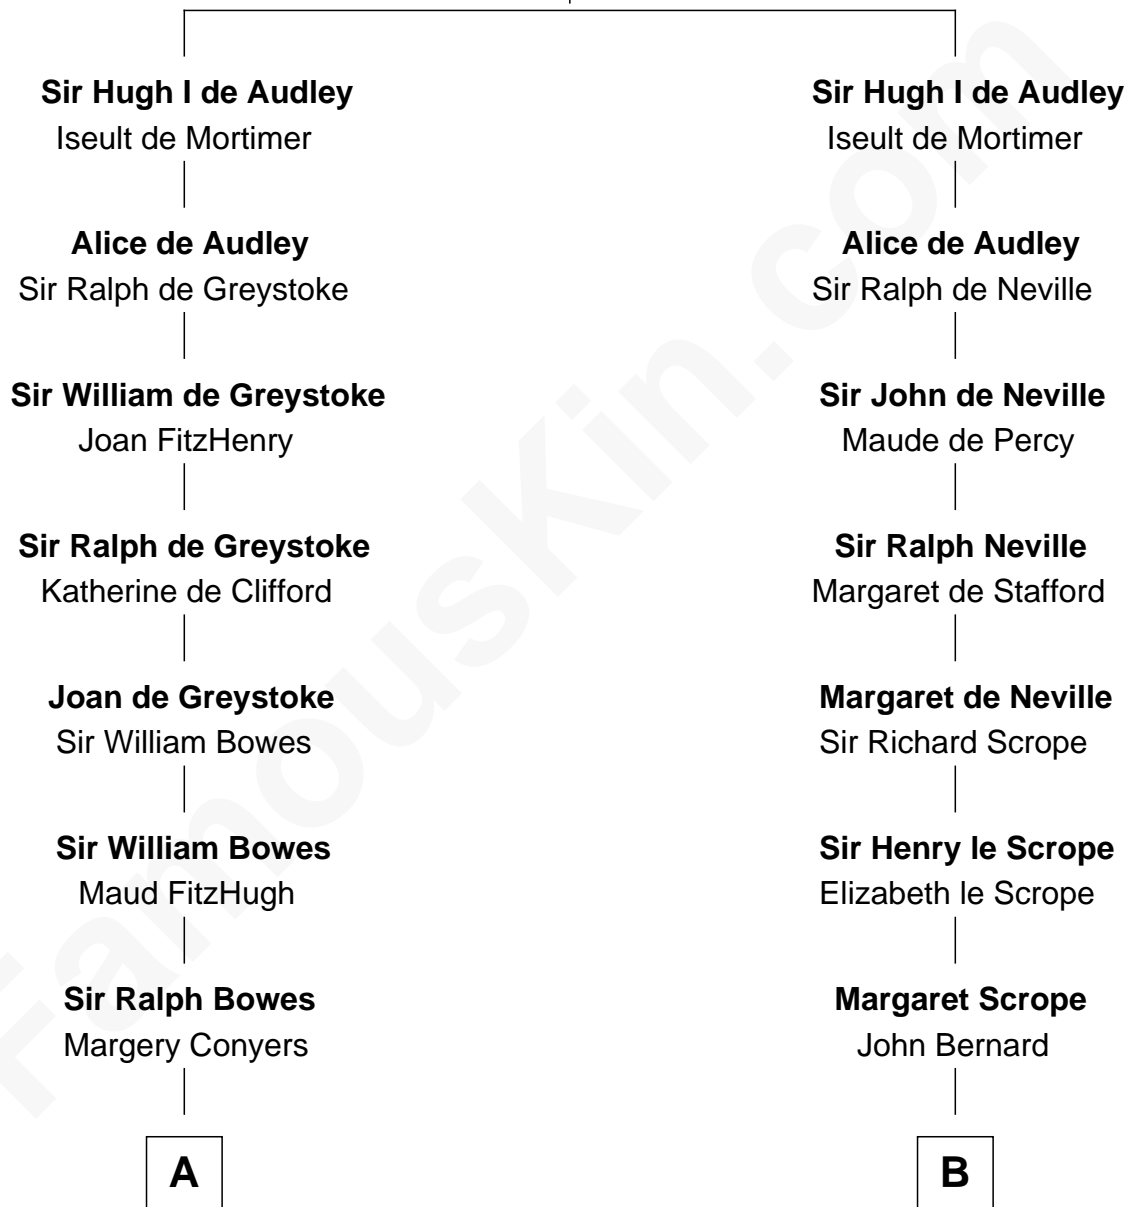 Sir Hugh I de Audley
Iseult de Mortimer
Alice de Audley
Sir Ralph de Greystoke
Sir William de Greystoke
Joan FitzHenry
Sir Ralph de Greystoke
Katherine de Clifford
Joan de Greystoke
Sir William Bowes
Sir William Bowes
Maud FitzHugh
Sir Ralph Bowes
Margery Conyers
A
Sir Hugh I de Audley
Iseult de Mortimer
Alice de Audley
Sir Ralph de Neville
Sir John de Neville
Maude de Percy
Sir Ralph Neville
Margaret de Stafford
Margaret de Neville
Sir Richard Scrope
Sir Henry le Scrope
Elizabeth le Scrope
Margaret Scrope
John Bernard
B
FamousKin.com